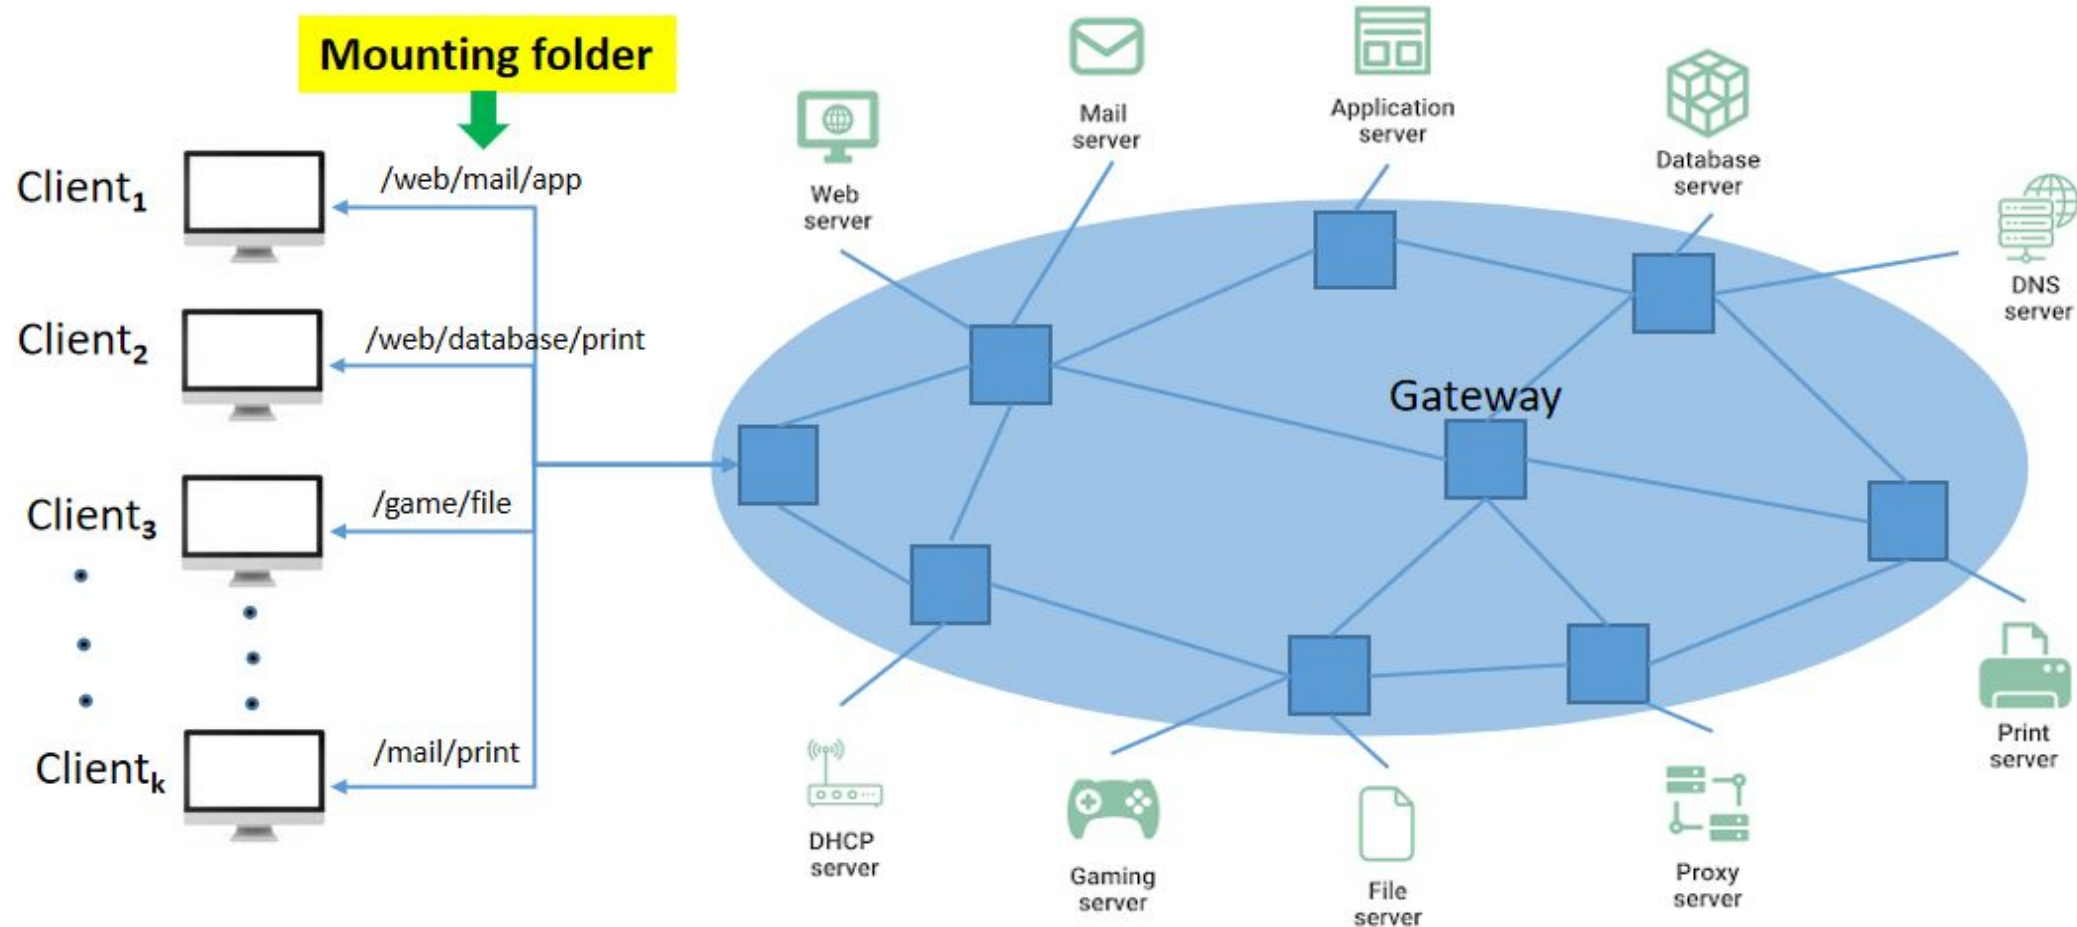 Mounting folder
Client1
/web/mail/app
Client2
/web/database/print
Client3
/game/file
Clientk
/mail/print
Web
server
Mail
server
Application
server
Database
server
DNS
server
Gateway
DHCP
server
Gaming
server
File
server
Proxy
server
Print
server